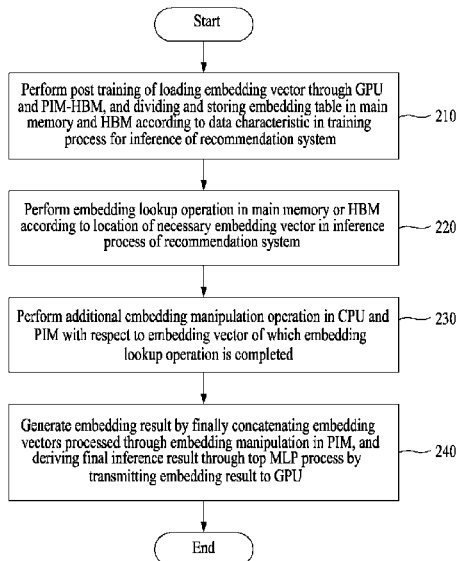 Start
Perform post training of loading embedding vector through GPU
and PIM-HBM, and dividing and storing embedding table in main
memory and HBM according to data characteristic in training
process for inference of recommendation system
210
Perform embedding lookup operation in main memory or HBM
according to location of necessary embedding vector in inference
process of recommendation system
220
Perform additional embedding manipulation operation in CPU and
PIM with respect to embedding vector of which embedding
lookup operation is completed
230
Generate embedding result by finally concatenating embedding
vectors processed through embedding manipulation in PIM, and
deriving final inference result through top MLP process by
transmitting embedding result to GPU
240
End